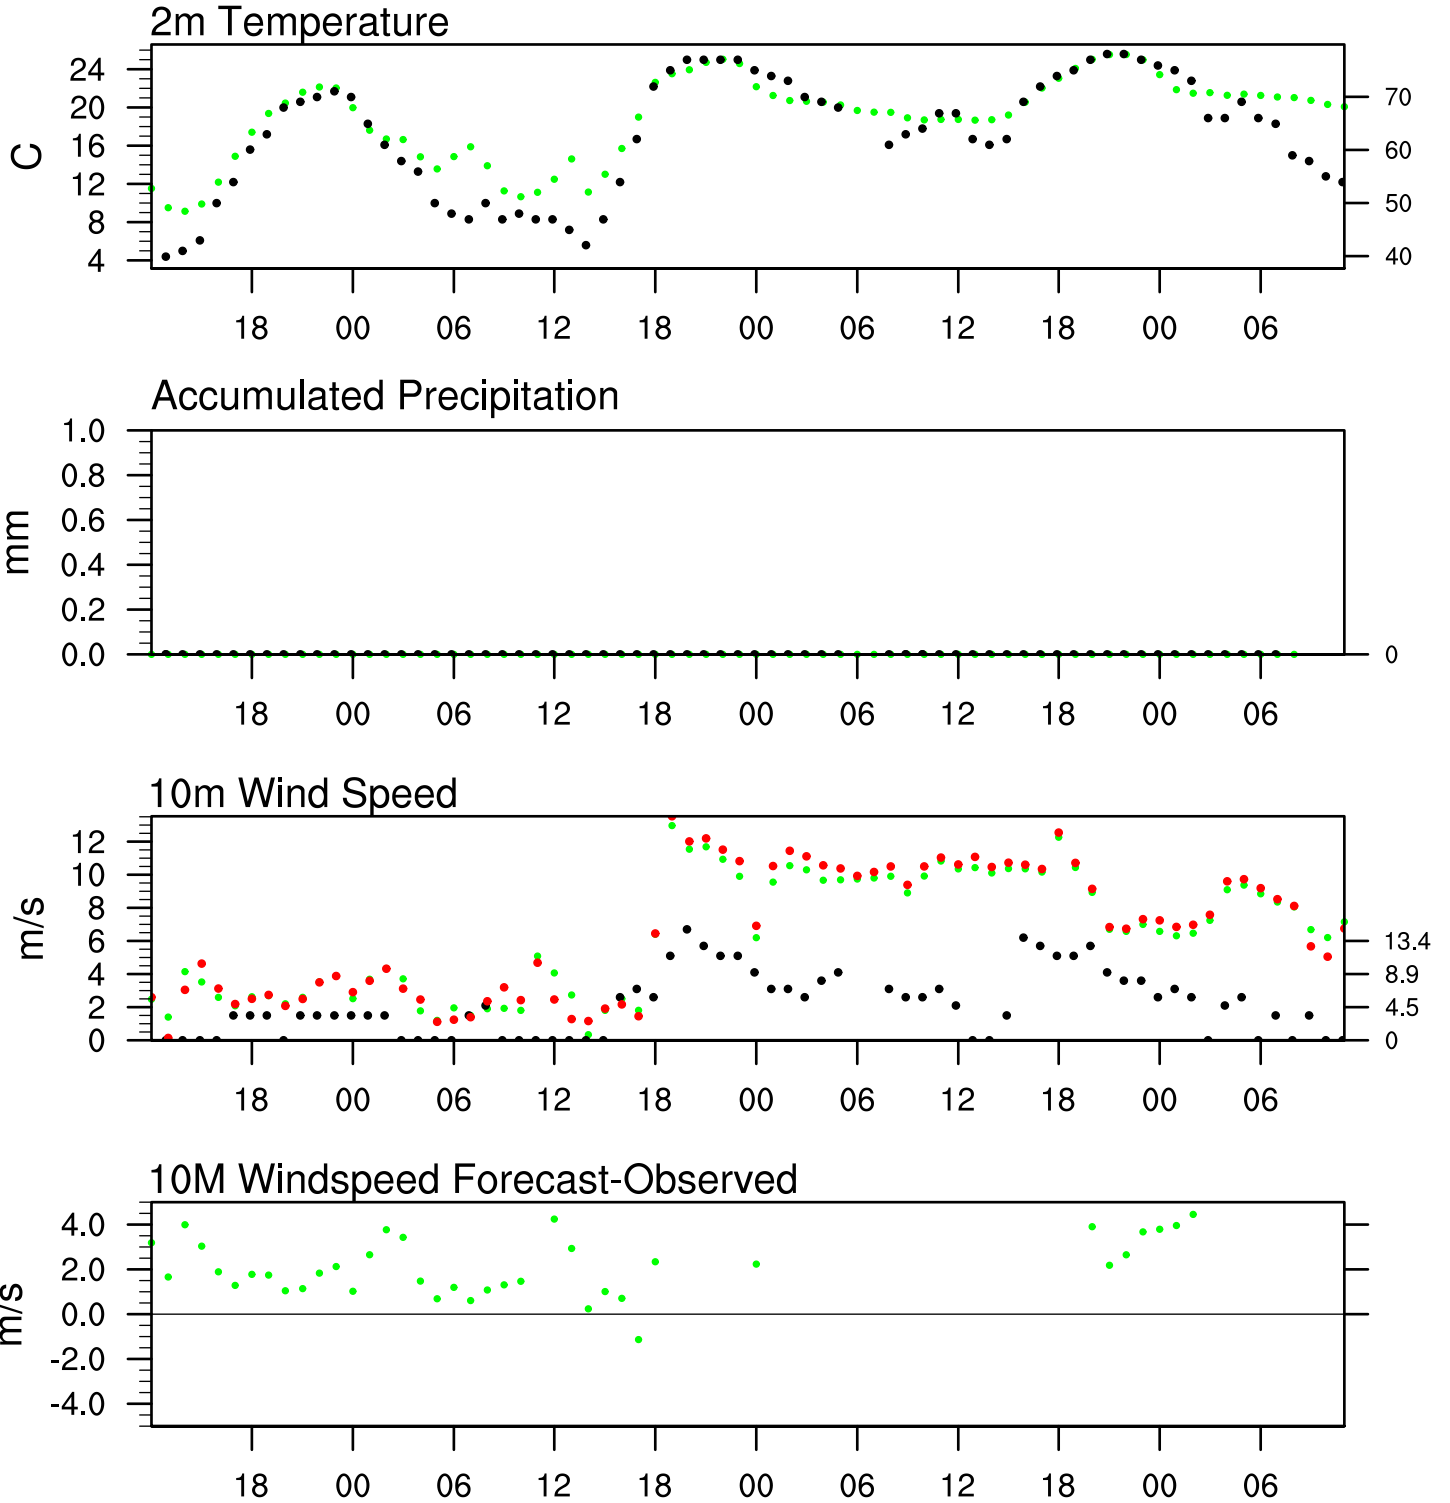 2m Temperature
24
20
16
12
8
4
C
70
60
50
40
18 00 06 12 18 00 06 12 18 00 06
Accumulated Precipitation
1.0
0.8
0.6
0.4
0.2
0.0
mm
0
18 00 06 12 18 00 06 12 18 00 06
10m Wind Speed
12
10
8
6
4
2
0
m/s
13.4
8.9
4.5
0
18 00 06 12 18 00 06 12 18 00 06
10M Windspeed Forecast-Observed
4.0
2.0
0.0
-2.0
-4.0
m/s
18 00 06 12 18 00 06 12 18 00 06